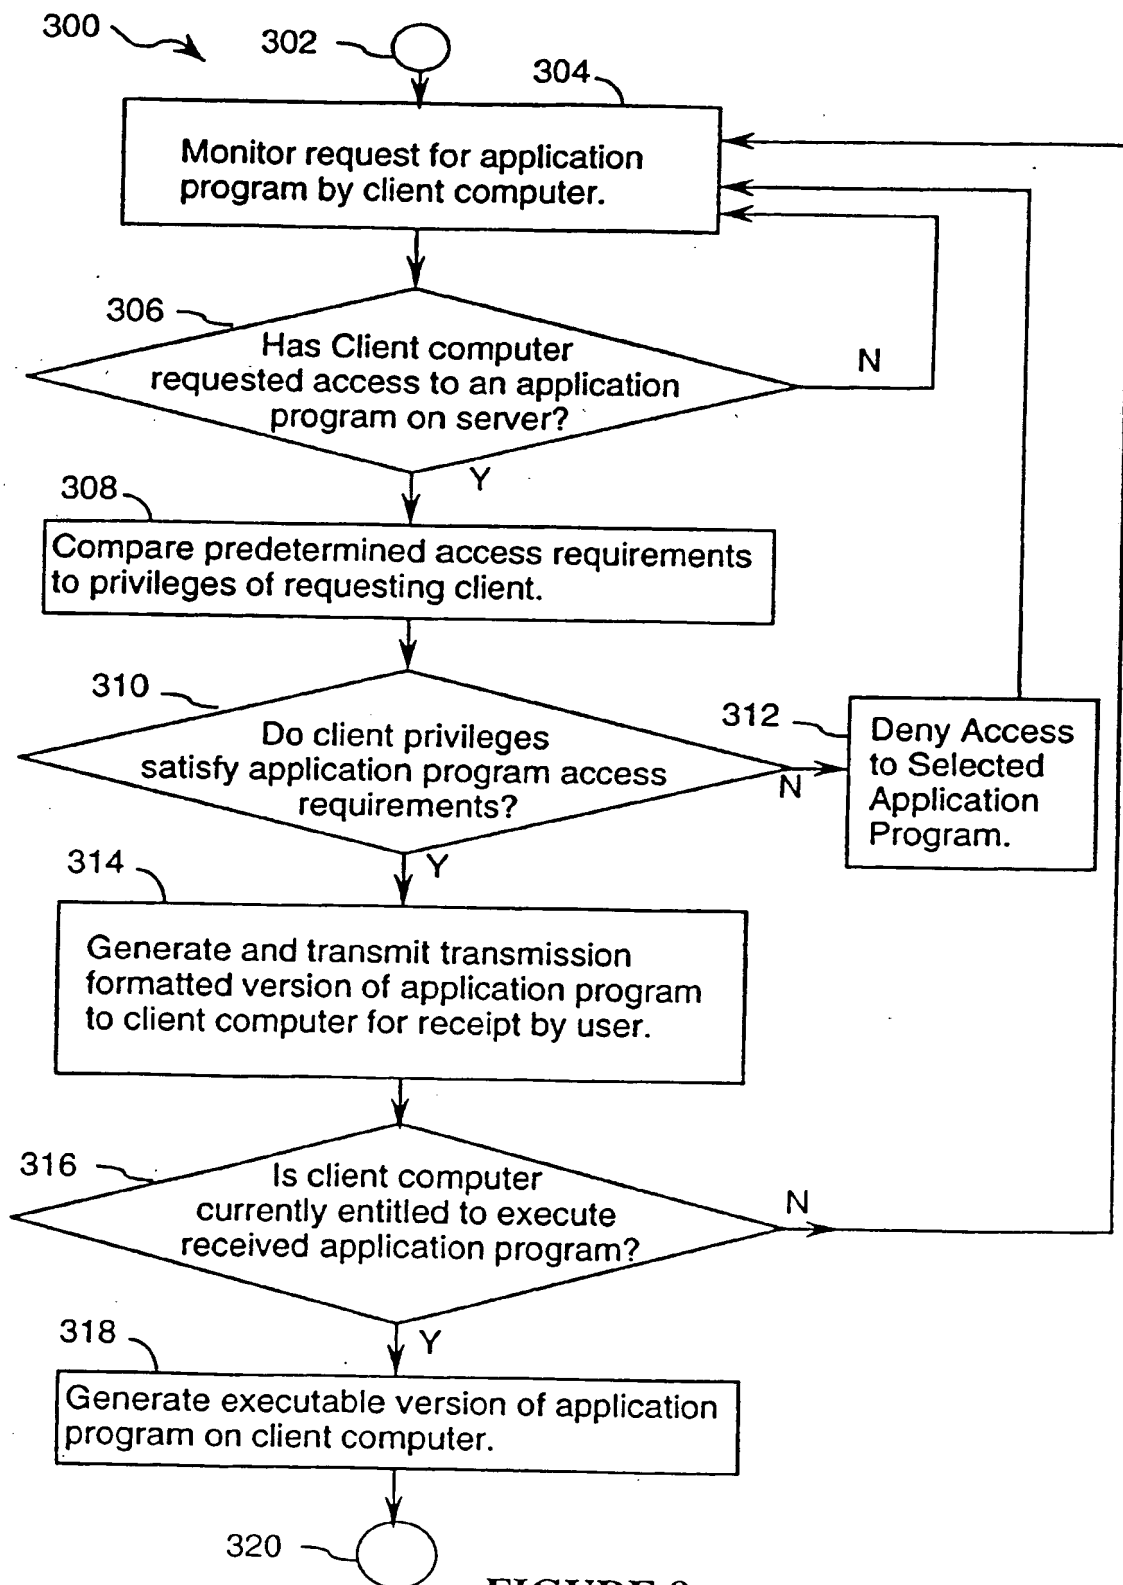 300
302
304
Monitor request for application
program by client computer.
306
Has Client computer
requested access to an application
program on server?
N
Y
308
Compare predetermined access requirements
to privileges of requesting client.
310
Do client privileges
satisfy application program access
requirements?
N
312
Deny Access
to Selected
Application
Program.
Y
314
Generate and transmit transmission
formatted version of application program
to client computer for receipt by user.
316
Is client computer
currently entitled to execute
received application program?
N
Y
318
Generate executable version of application
program on client computer.
320